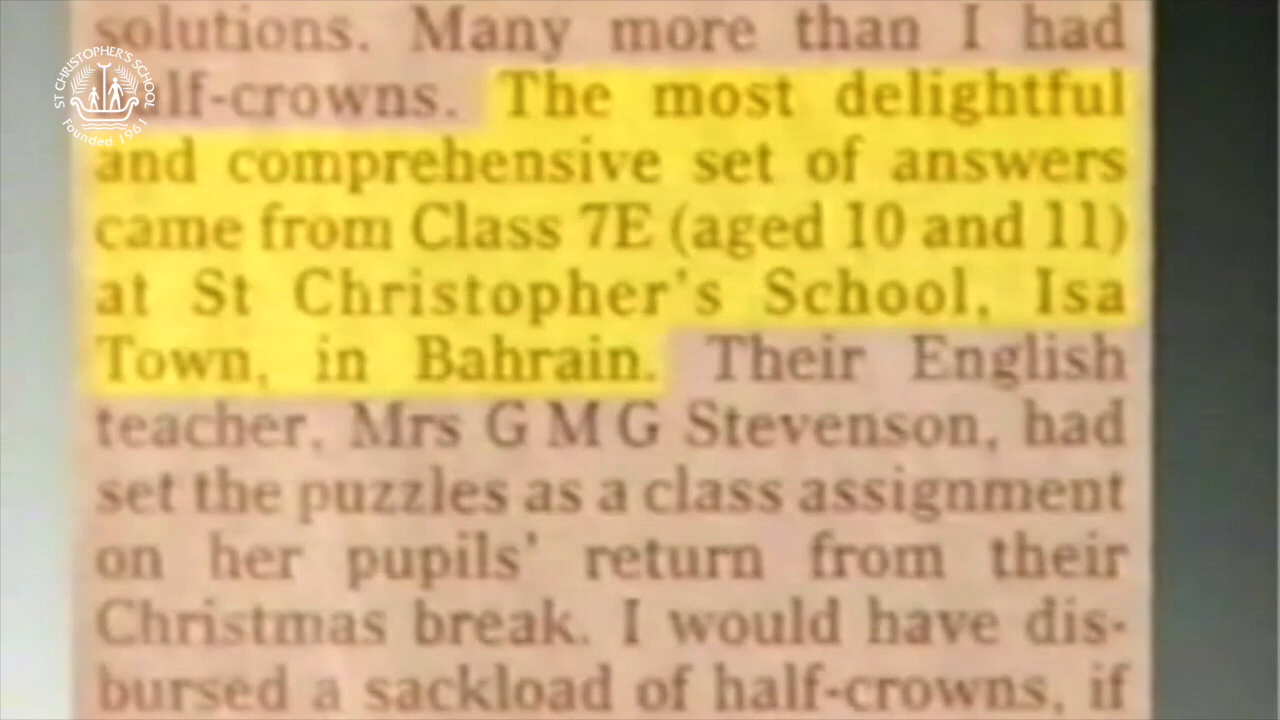 solutions. Many more than I had
lf-crowns. The most delightful
and comprehensive set of answers
came from Class 7E (aged 10 and 11)
at St Christopher's School, Isa
Town, in Bahrain. Their English
teacher, Mrs G M G Stevenson, had
set the puzzles as a class assignment
on her pupils' return from their
Christmas break. I would have dis-
bursed a sackload of half-crowns, if
ST CHRISTOPHER'S SCHOOL
Founded 1961